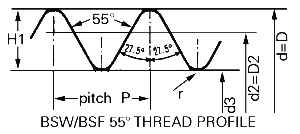 H1
55°
27.5°
27.5°
pitch P
r
d3
d2=D2
d=D
BSW/BSF 55° THREAD PROFILE